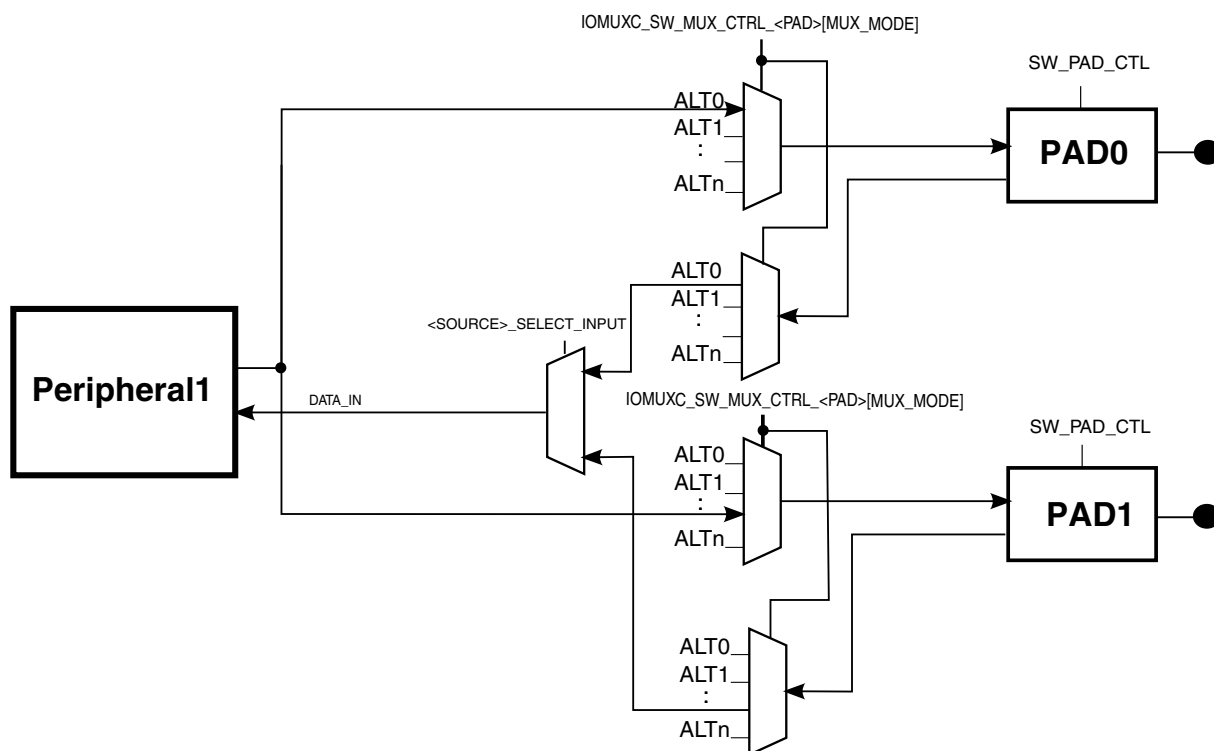 IOMUXC_SW_MUX_CTRL_<PAD>[MUX_MODE]
SW_PAD_CTL
ALT0
ALT1
:
ALTn
PAD0
ALT0
ALT1
:
ALTn
<SOURCE>_SELECT_INPUT
Peripheral1
DATA_IN
IOMUXC_SW_MUX_CTRL_<PAD>[MUX_MODE]
SW_PAD_CTL
ALT0
ALT1
:
ALTn
PAD1
ALT0
ALT1
:
ALTn